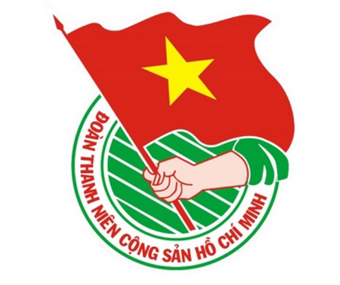 ĐOÀN THANH NIÊN CỘNG SẢN HỒ CHÍ MINH